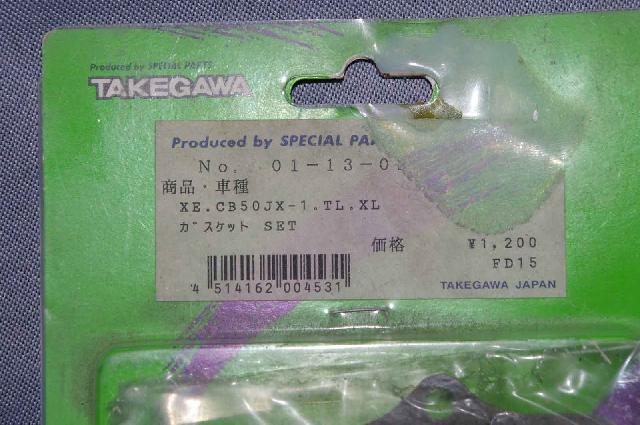 Produced by SPECIAL PARTS
TAKEGAWA
Produced by SPECIAL
No. 01-13-0
商品・車種
XE.CB50JX-1.TL.XL
ガスケット SET
価格 ¥1,200
FD15
4 514162 004531
TAKEGAWA JAPAN